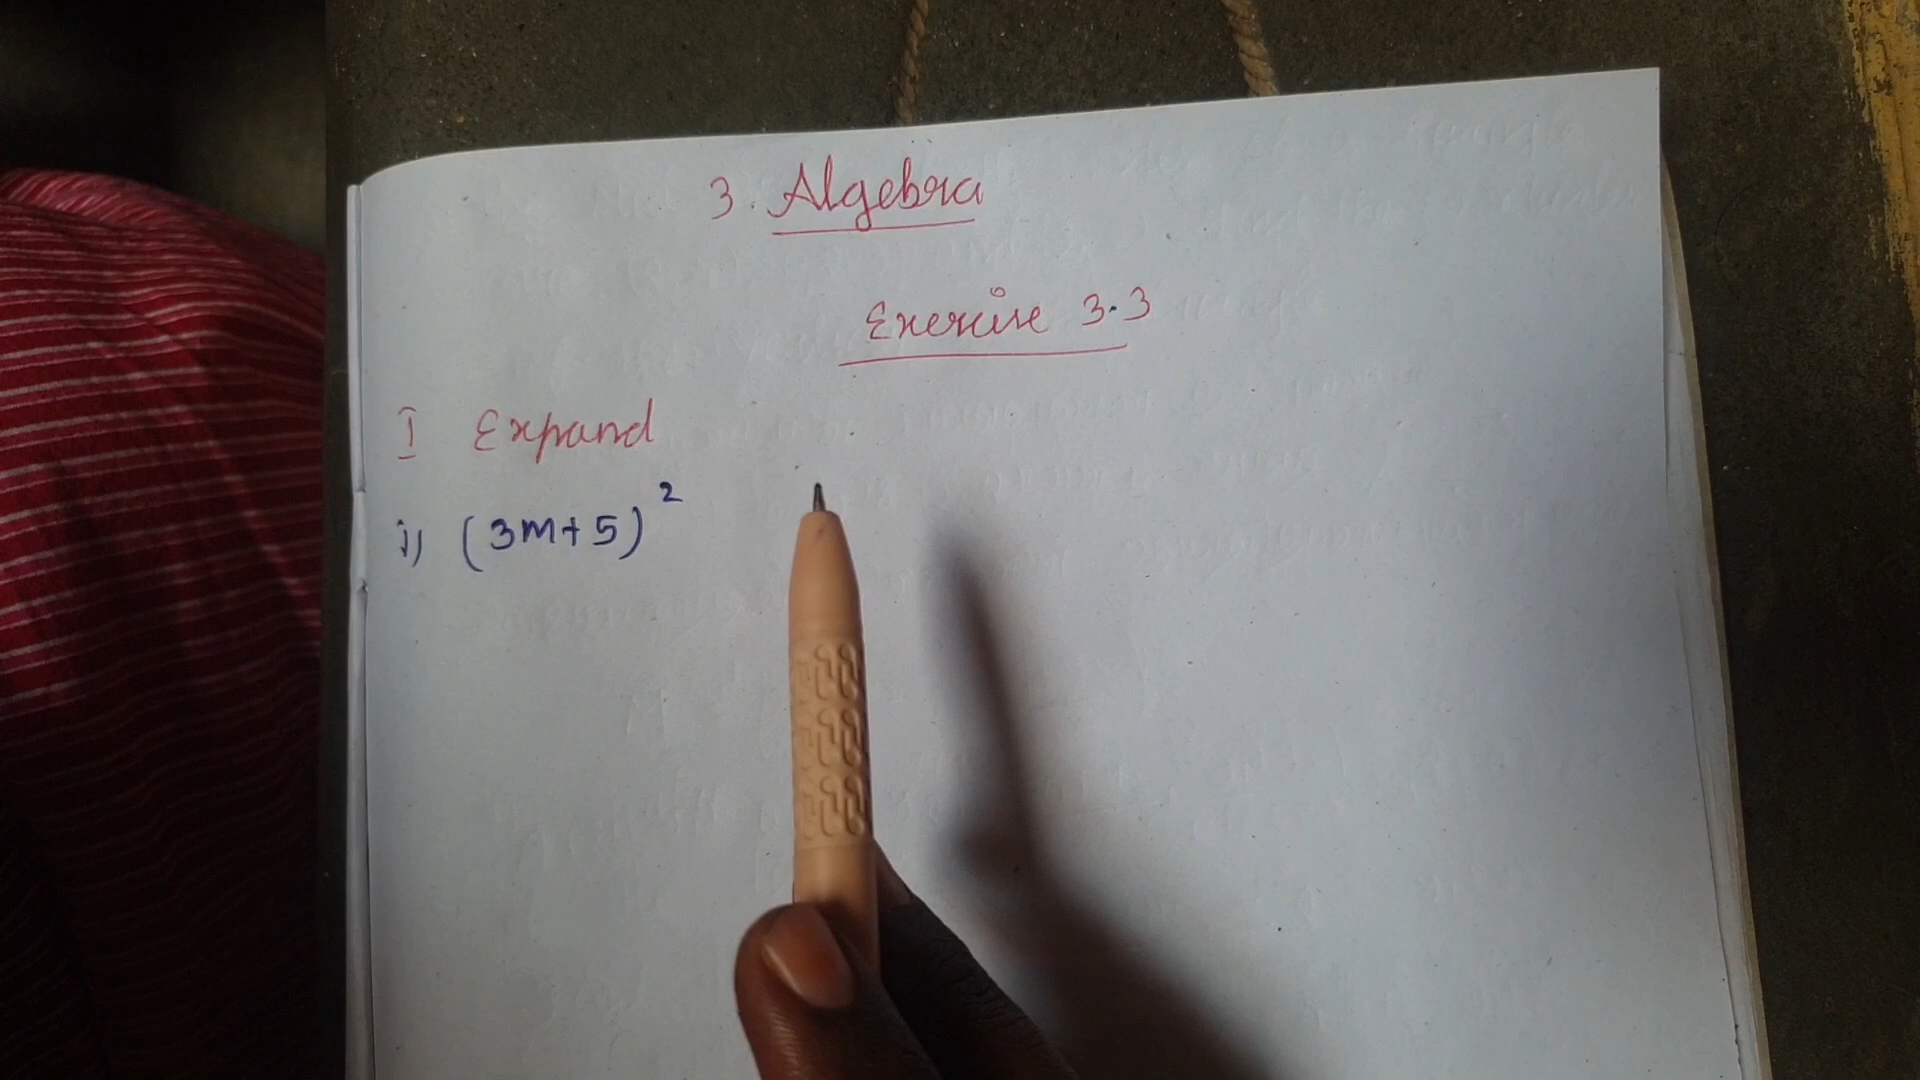 3. Algebra
Exercise 3.3
I Expand
i) (3m+5)²